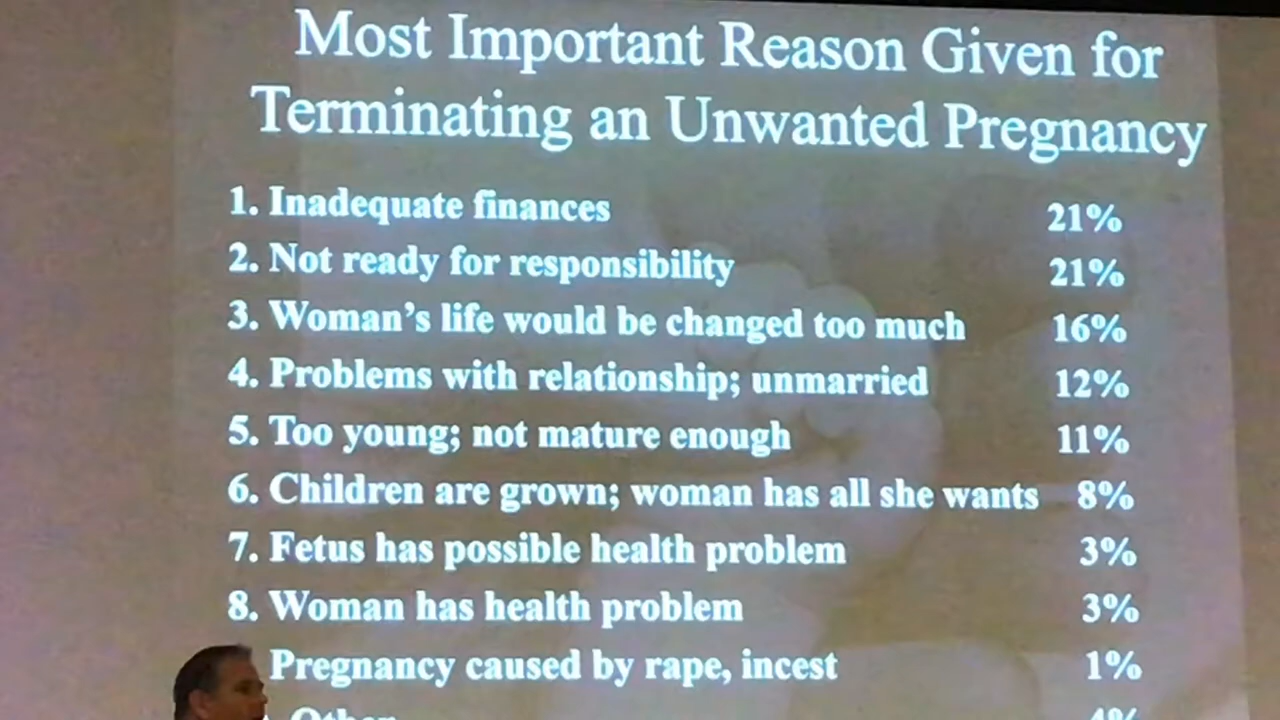 Most Important Reason Given for
Terminating an Unwanted Pregnancy
1. Inadequate finances 21%
2. Not ready for responsibility 21%
3. Woman's life would be changed too much 16%
4. Problems with relationship; unmarried 12%
5. Too young; not mature enough 11%
6. Children are grown; woman has all she wants 8%
7. Fetus has possible health problem 3%
8. Woman has health problem 3%
Pregnancy caused by rape, incest 1%
Other 4%